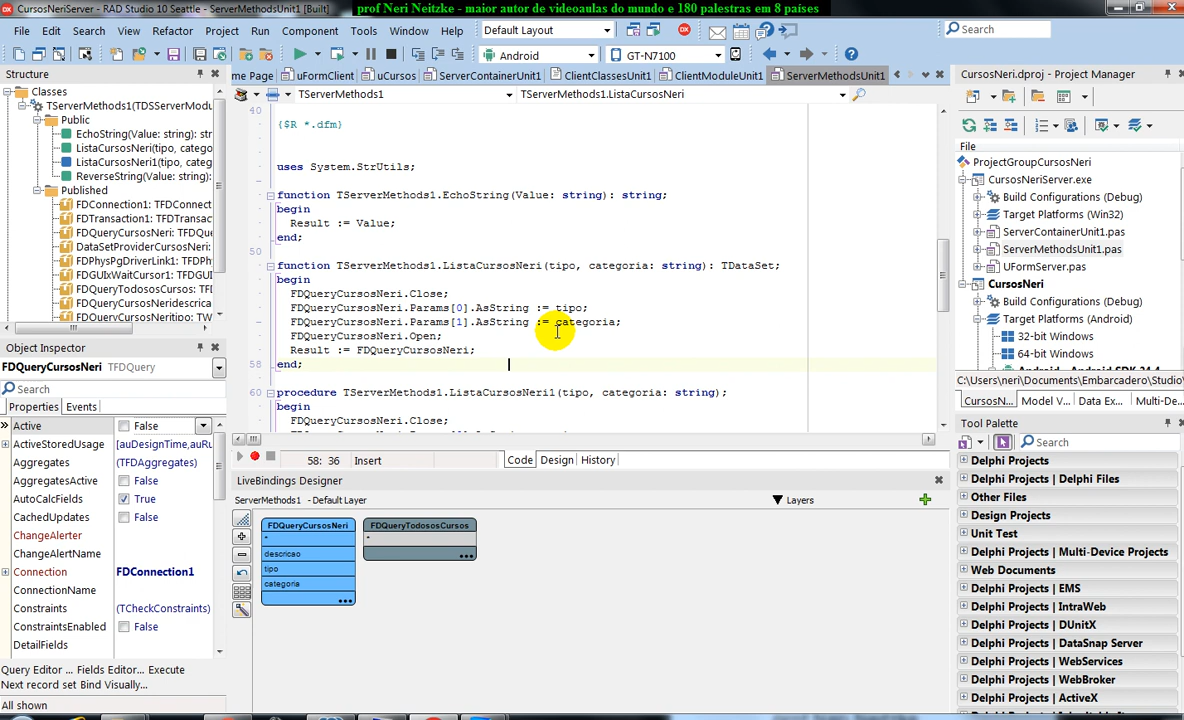 prof Neri Neitzke - maior autor de videoaulas do mundo e 180 palestras em 8 países
CursosNeriServer - RAD Studio 10 Seattle - ServerMethodsUnit1 [Built]
File Edit Search View Refactor Project Run Component Tools Window Help
Default Layout
Search
Android
GT-N7100
Structure
Classes
TServerMethods1(TDSServerModu
Public
EchoString(Value: string): str
ListaCursosNeri(tipo, catego
ListaCursosNeri1(tipo, categ
ReverseString(Value: string):
Published
FDConnection1: TFDConnect
FDTransaction1: TFDTransac
FDQueryCursosNeri: TFDQue
DataSetProviderCursosNeri:
FDPhysPgDriverLink1: TFDPh
FDGUIxWaitCursor1: TFDGUI
FDQueryTodososCursos: TFD
FDQueryCursosNeridescrica
FDQueryCursosNeritipo: TW
me Page uFormClient uCursos ServerContainerUnit1 ClientClassesUnit1 ClientModuleUnit1 ServerMethodsUnit1
TServerMethods1
TServerMethods1.ListaCursosNeri
40
{$R *.dfm}
uses System.StrUtils;
function TServerMethods1.EchoString(Value: string): string;
begin
Result := Value;
end;
50
function TServerMethods1.ListaCursosNeri(tipo, categoria: string): TDataSet;
begin
FDQueryCursosNeri.Close;
FDQueryCursosNeri.Params[0].AsString := tipo;
FDQueryCursosNeri.Params[1].AsString := categoria;
FDQueryCursosNeri.Open;
Result := FDQueryCursosNeri;
58 end;
60 procedure TServerMethods1.ListaCursosNeri1(tipo, categoria: string);
begin
FDQueryCursosNeri.Close;
58: 36 Insert
Code Design History
Object Inspector
FDQueryCursosNeri TFDQuery
Search
Properties Events
Active False
ActiveStoredUsage [auDesignTime,auRu
Aggregates (TFDAggregates)
AggregatesActive False
AutoCalcFields True
CachedUpdates False
ChangeAlerter
ChangeAlertName
Connection FDConnection1
ConnectionName
Constraints (TCheckConstraints)
ConstraintsEnabled False
DetailFields
Query Editor ... Fields Editor... Execute
Next record set Bind Visually...
All shown
LiveBindings Designer
ServerMethods1 - Default Layer
Layers
FDQueryCursosNeri
*
descricao
tipo
categoria
FDQueryTodososCursos
*
CursosNeri.dproj - Project Manager
File
ProjectGroupCursosNeri
CursosNeriServer.exe
Build Configurations (Debug)
Target Platforms (Win32)
ServerContainerUnit1.pas
ServerMethodsUnit1.pas
UFormServer.pas
CursosNeri
Build Configurations (Debug)
Target Platforms (Android)
32-bit Windows
64-bit Windows
C:\Users\neri\Documents\Embarcadero\Studio\
CursosN... Model V... Data Ex... Multi-De...
Tool Palette
Search
Delphi Projects
Delphi Projects | Delphi Files
Other Files
Design Projects
Unit Test
Delphi Projects | Multi-Device Projects
Web Documents
Delphi Projects | EMS
Delphi Projects | IntraWeb
Delphi Projects | DUnitX
Delphi Projects | DataSnap Server
Delphi Projects | WebServices
Delphi Projects | WebBroker
Delphi Projects | ActiveX